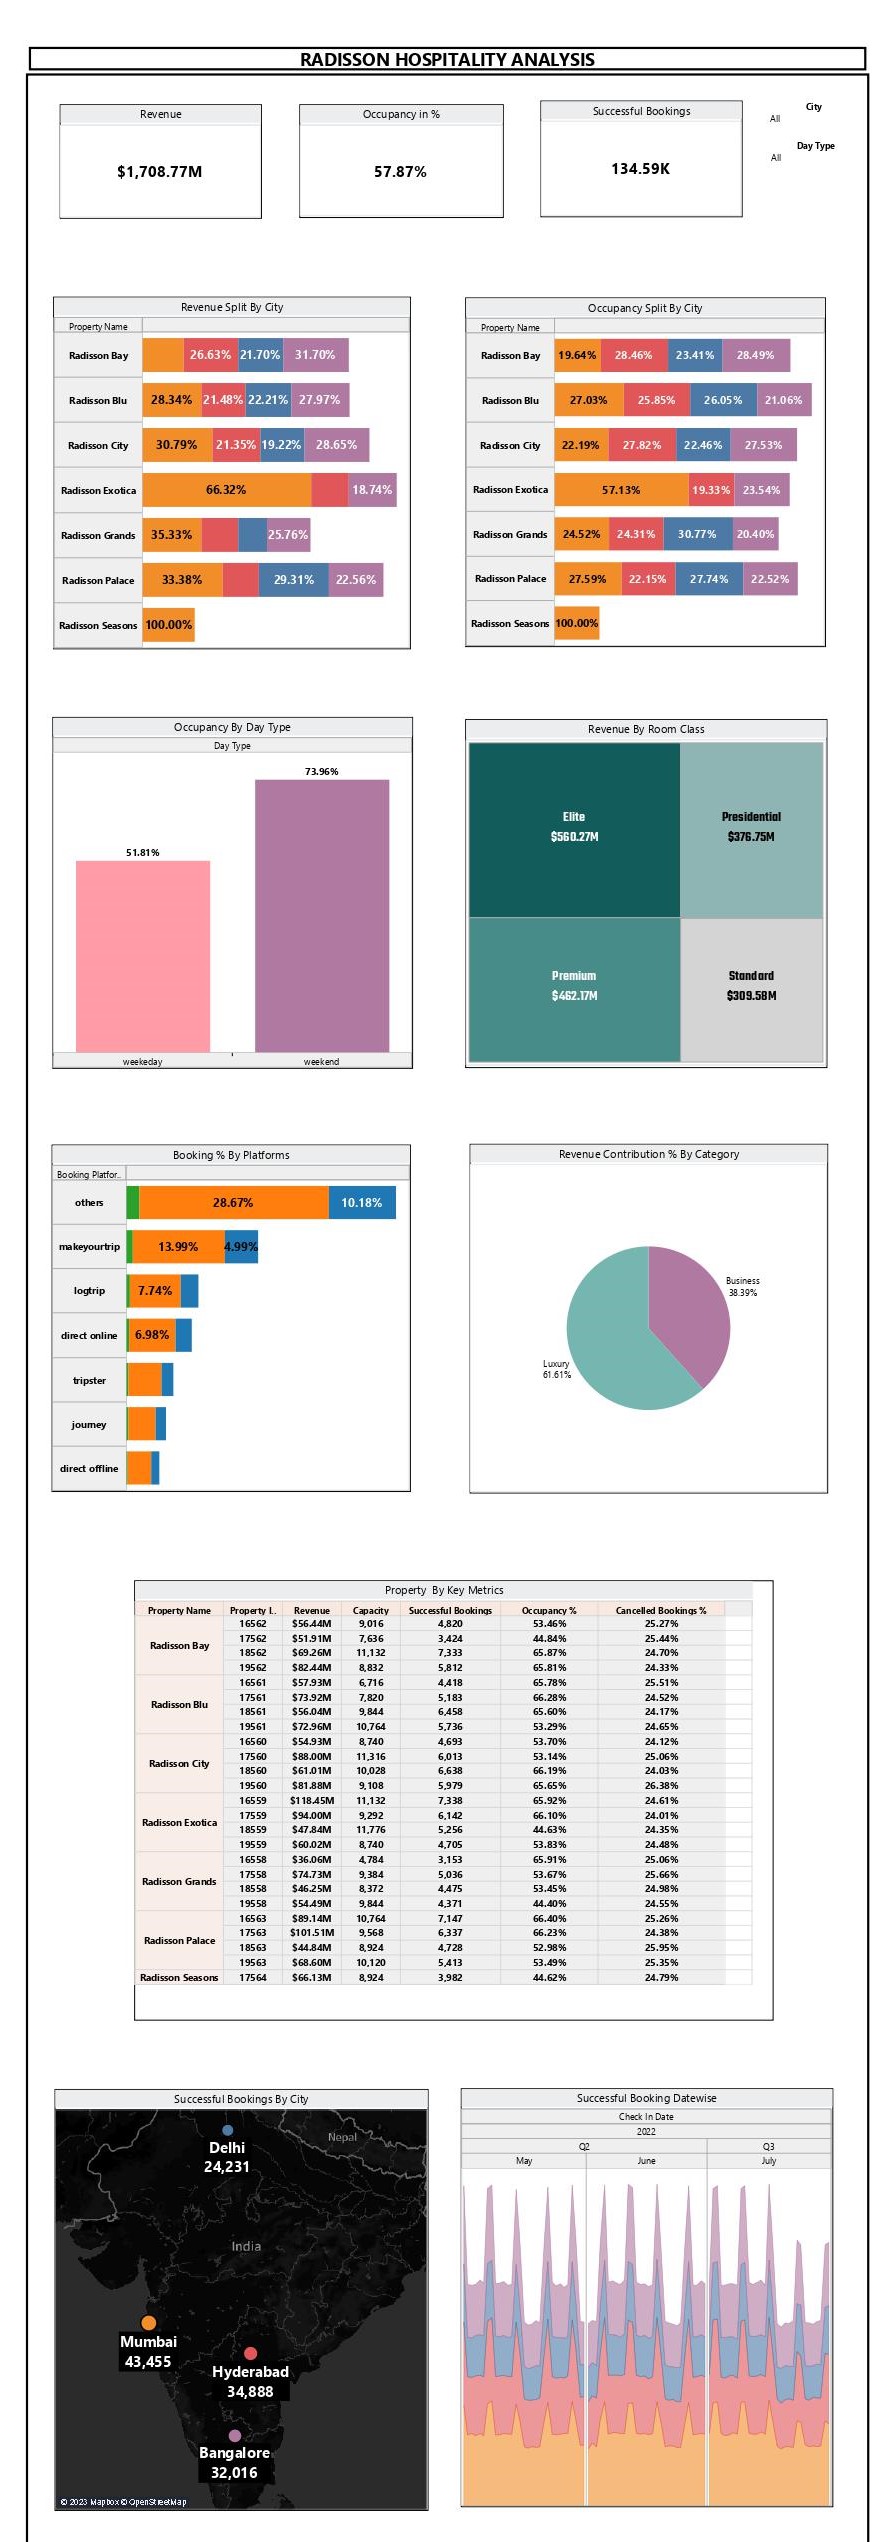 RADISSON HOSPITALITY ANALYSIS
Revenue
$1,708.77M
Occupancy in %
57.87%
Successful Bookings
134.59K
City
All
Day Type
All
Revenue Split By City
Property Name
Radisson Bay 26.63% 21.70% 31.70%
Radisson Blu 28.34% 21.48% 22.21% 27.97%
Radisson City 30.79% 21.35% 19.22% 28.65%
Radisson Exotica 66.32% 18.74%
Radisson Grands 35.33% 25.76%
Radisson Palace 33.38% 29.31% 22.56%
Radisson Seasons 100.00%
Occupancy Split By City
Property Name
Radisson Bay 19.64% 28.46% 23.41% 28.49%
Radisson Blu 27.03% 25.85% 26.05% 21.06%
Radisson City 22.19% 27.82% 22.46% 27.53%
Radisson Exotica 57.13% 19.33% 23.54%
Radisson Grands 24.52% 24.31% 30.77% 20.40%
Radisson Palace 27.59% 22.15% 27.74% 22.52%
Radisson Seasons 100.00%
Occupancy By Day Type
Day Type
51.81%
73.96%
weekeday weekend
Revenue By Room Class
Elite
$560.27M
Presidential
$376.75M
Premium
$462.17M
Standard
$309.58M
Booking % By Platforms
Booking Platfor..
others 28.67% 10.18%
makeyourtrip 13.99% 4.99%
logtrip 7.74%
direct online 6.98%
tripster
journey
direct offline
Revenue Contribution % By Category
Business
38.39%
Luxury
61.61%
Property By Key Metrics
Property Name Property I.. Revenue Capacity Successful Bookings Occupancy % Cancelled Bookings %
Radisson Bay 16562 $56.44M 9,016 4,820 53.46% 25.27%
17562 $51.91M 7,636 3,424 44.84% 25.44%
18562 $69.26M 11,132 7,333 65.87% 24.70%
19562 $82.44M 8,832 5,812 65.81% 24.33%
Radisson Blu 16561 $57.93M 6,716 4,418 65.78% 25.51%
17561 $73.92M 7,820 5,183 66.28% 24.52%
18561 $56.04M 9,844 6,458 65.60% 24.17%
19561 $72.96M 10,764 5,736 53.29% 24.65%
Radisson City 16560 $54.93M 8,740 4,693 53.70% 24.12%
17560 $88.00M 11,316 6,013 53.14% 25.06%
18560 $61.01M 10,028 6,638 66.19% 24.03%
19560 $81.88M 9,108 5,979 65.65% 26.38%
Radisson Exotica 16559 $118.45M 11,132 7,338 65.92% 24.61%
17559 $94.00M 9,292 6,142 66.10% 24.01%
18559 $47.84M 11,776 5,256 44.63% 24.35%
19559 $60.02M 8,740 4,705 53.83% 24.48%
Radisson Grands 16558 $36.06M 4,784 3,153 65.91% 25.06%
17558 $74.73M 9,384 5,036 53.67% 25.66%
18558 $46.25M 8,372 4,475 53.45% 24.98%
19558 $54.49M 9,844 4,371 44.40% 24.55%
Radisson Palace 16563 $89.14M 10,764 7,147 66.40% 25.26%
17563 $101.51M 9,568 6,337 66.23% 24.38%
18563 $44.84M 8,924 4,728 52.98% 25.95%
19563 $68.60M 10,120 5,413 53.49% 25.35%
Radisson Seasons 17564 $66.13M 8,924 3,982 44.62% 24.79%
Successful Bookings By City
Nepal
Delhi
24,231
India
Mumbai
43,455
Hyderabad
34,888
Bangalore
32,016
© 2023 Mapbox © OpenStreetMap
Successful Booking Datewise
Check In Date
2022
Q2 Q3
May June July